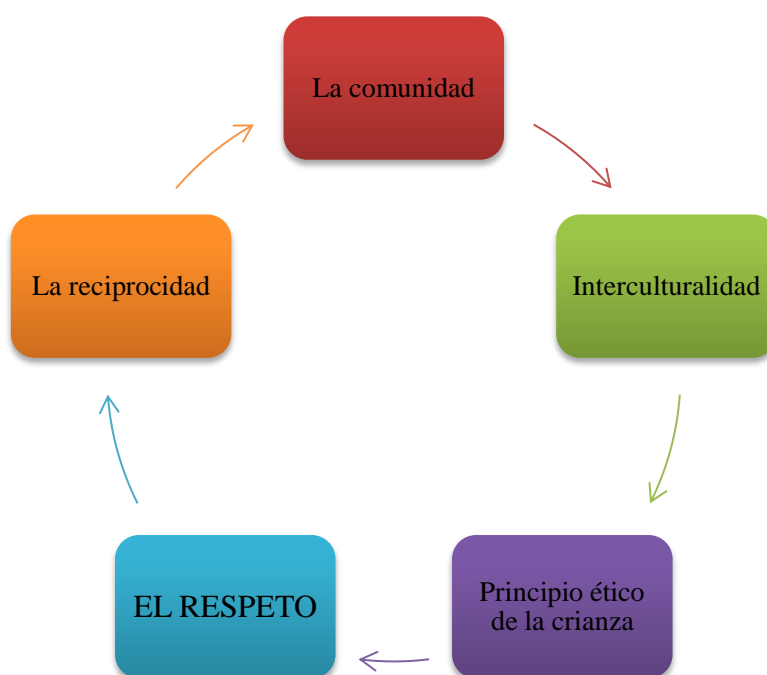 La comunidad
Interculturalidad
Principio ético
de la crianza
EL RESPETO
La reciprocidad